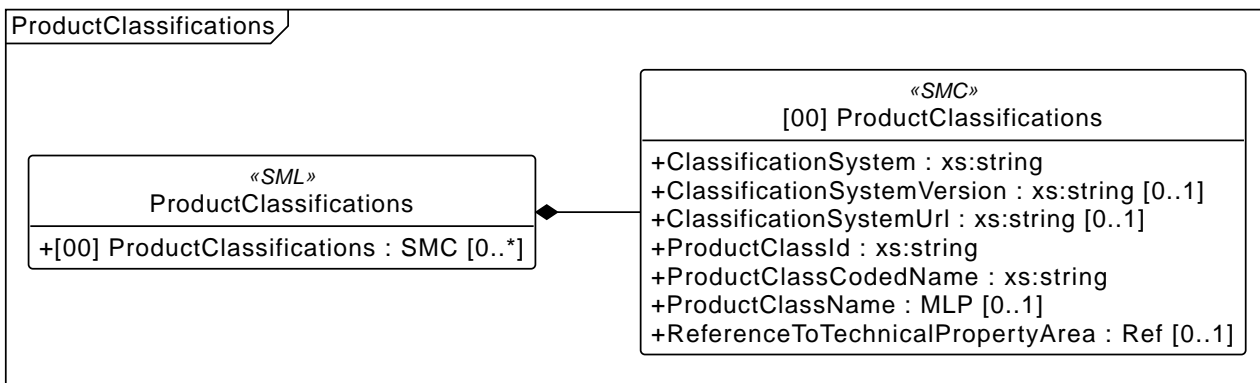 ProductClassifications
«SML»
ProductClassifications
+[00] ProductClassifications : SMC [0..*]
«SMC»
[00] ProductClassifications
+ClassificationSystem : xs:string
+ClassificationSystemVersion : xs:string [0..1]
+ClassificationSystemUrl : xs:string [0..1]
+ProductClassId : xs:string
+ProductClassCodedName : xs:string
+ProductClassName : MLP [0..1]
+ReferenceToTechnicalPropertyArea : Ref [0..1]